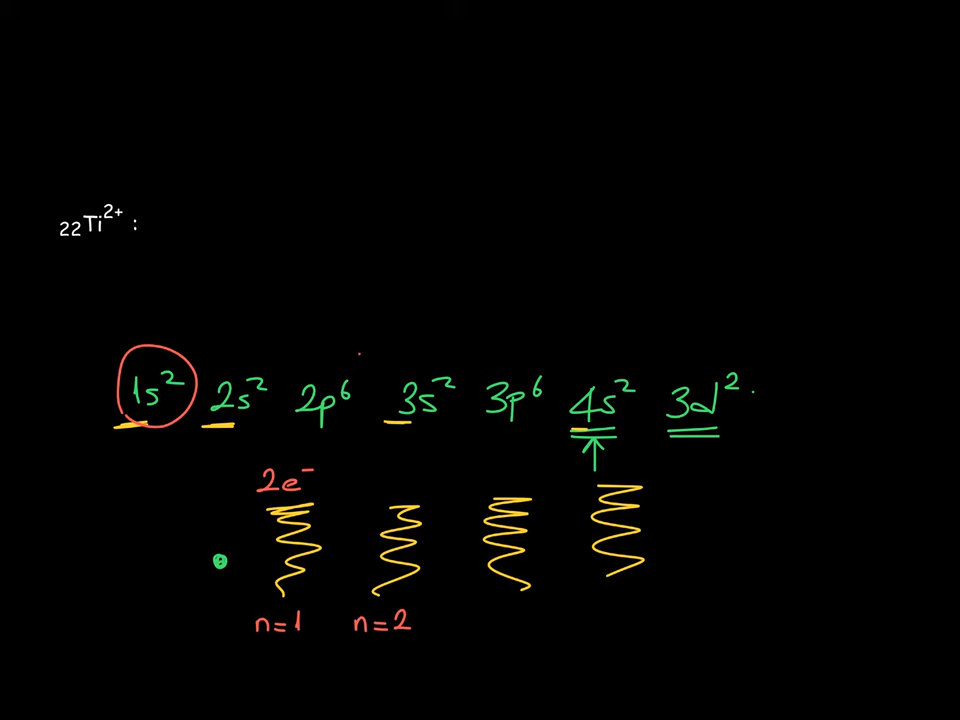 ₂₂Ti²⁺ :
1s² 2s² 2p⁶ 3s² 3p⁶ 4s² 3d²
2e⁻
n=1 n=2